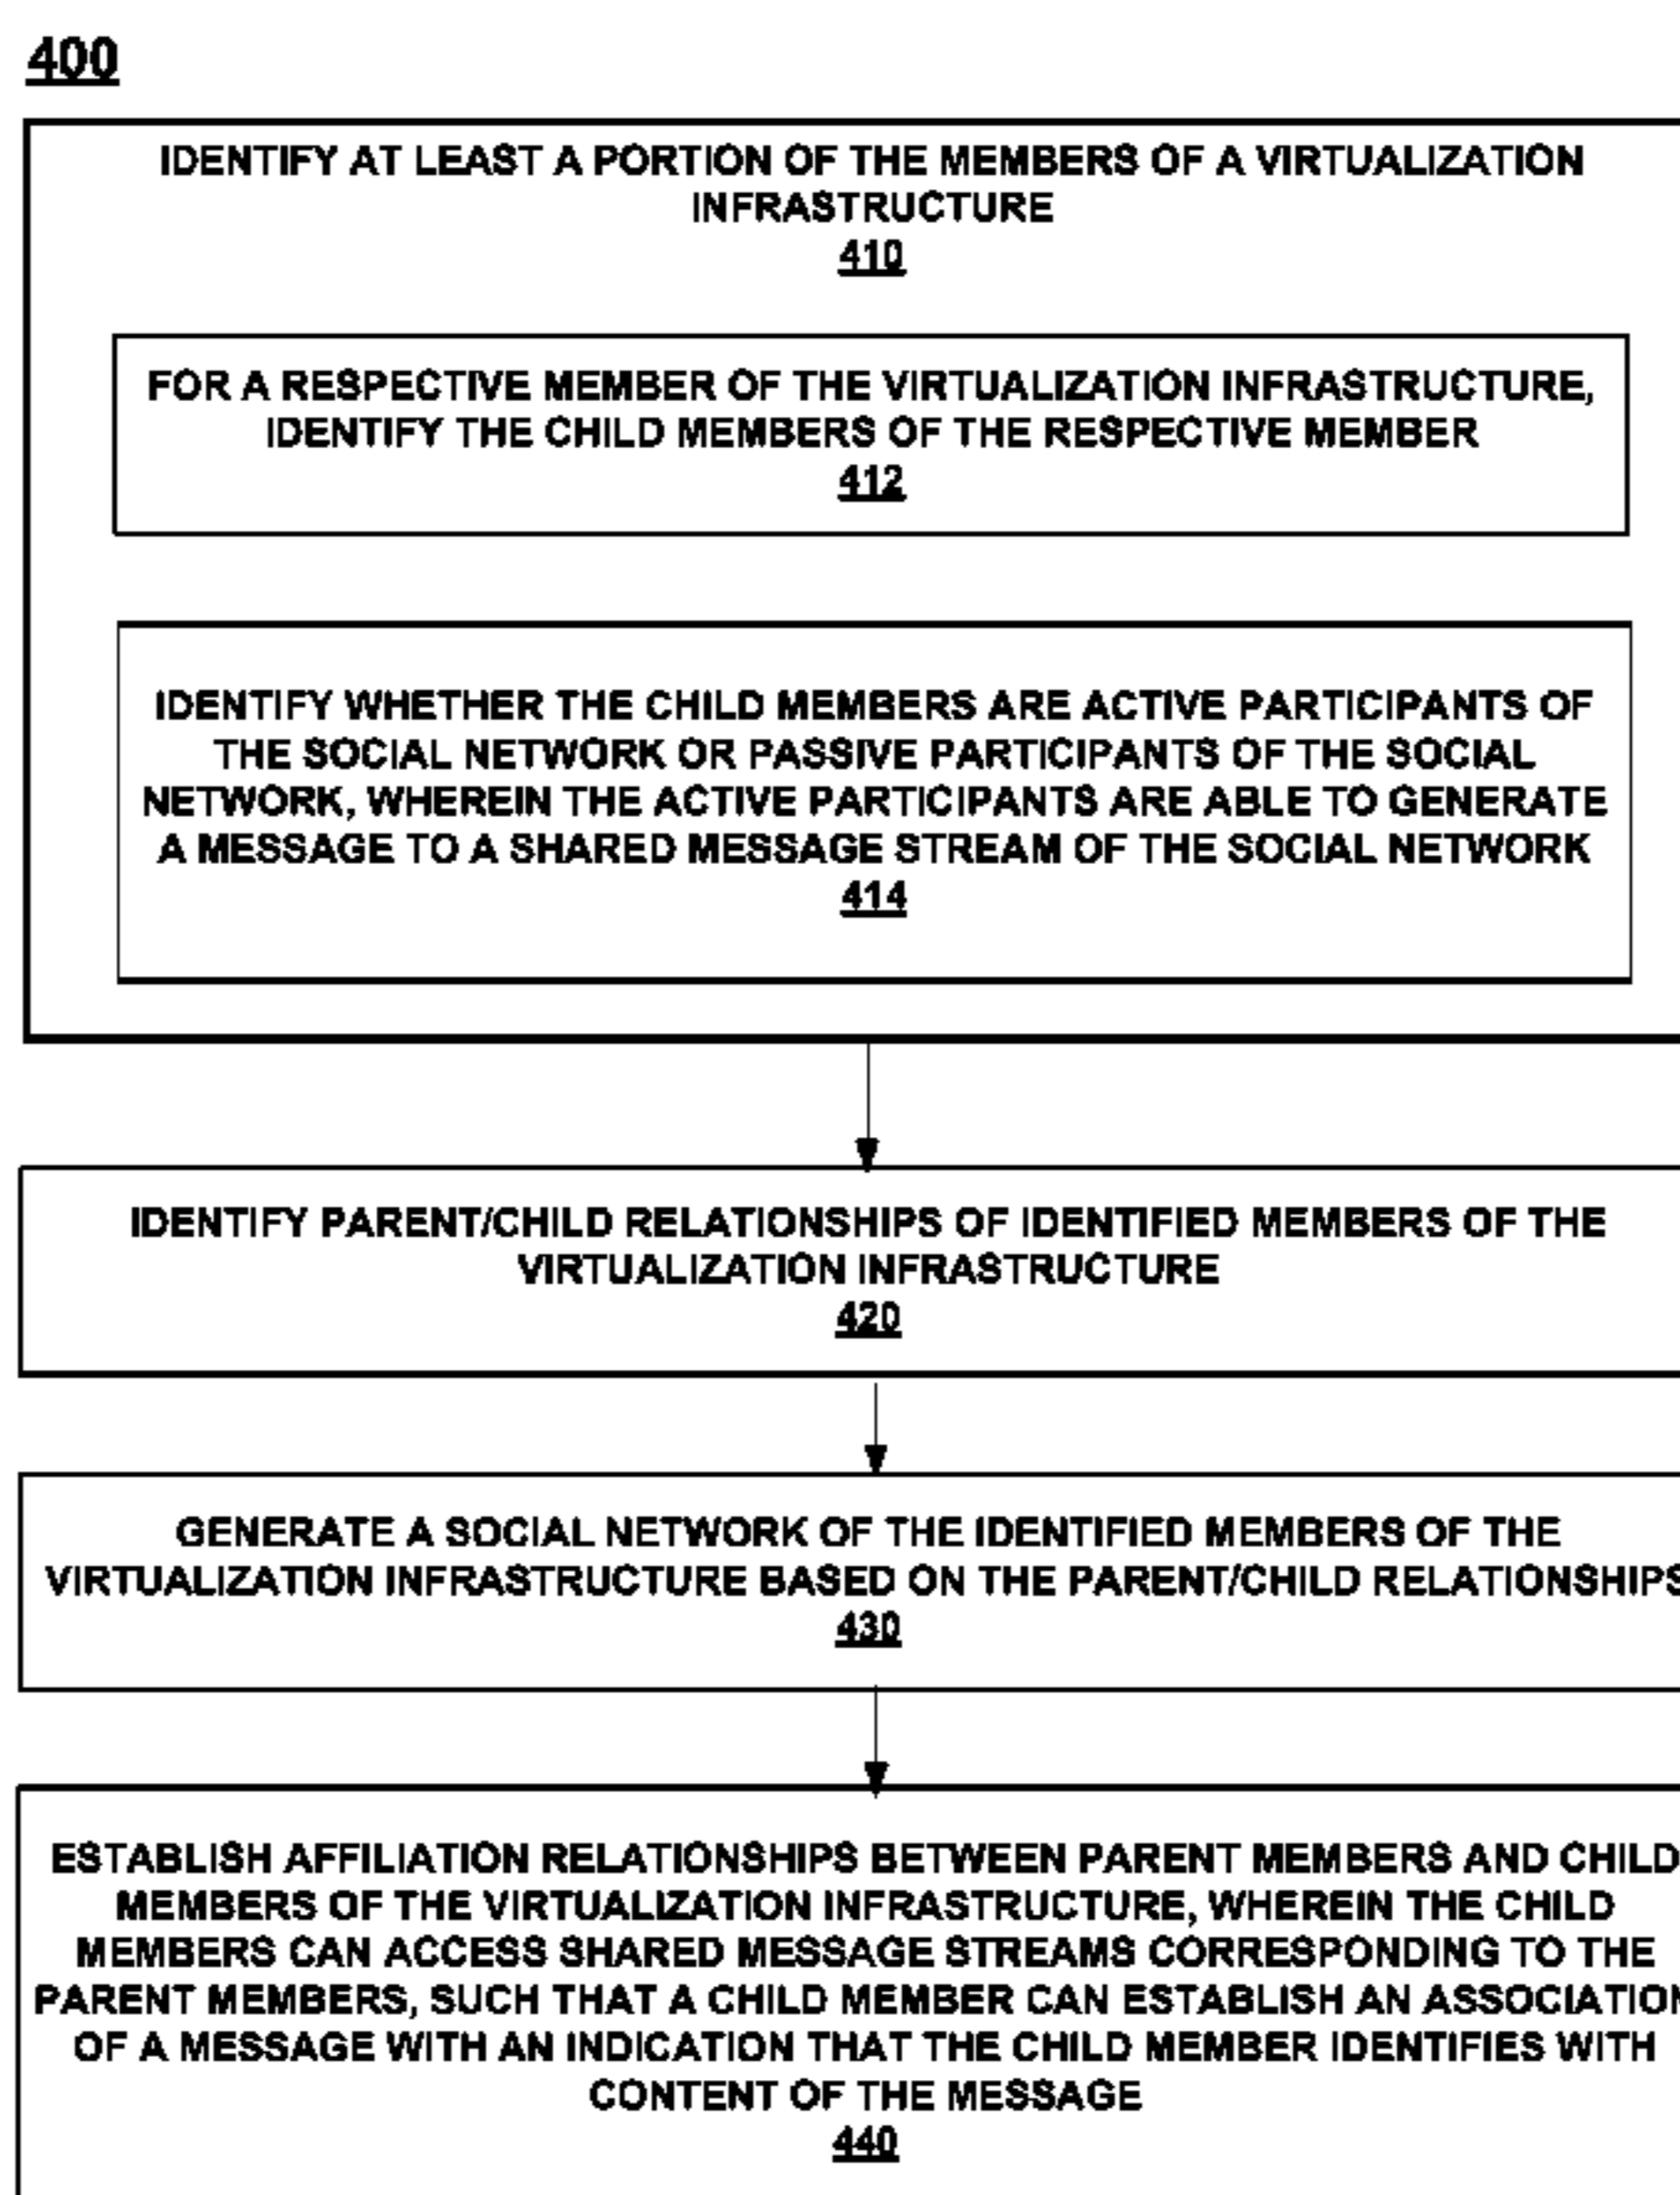 400
IDENTIFY AT LEAST A PORTION OF THE MEMBERS OF A VIRTUALIZATION
INFRASTRUCTURE
410
FOR A RESPECTIVE MEMBER OF THE VIRTUALIZATION INFRASTRUCTURE,
IDENTIFY THE CHILD MEMBERS OF THE RESPECTIVE MEMBER
412
IDENTIFY WHETHER THE CHILD MEMBERS ARE ACTIVE PARTICIPANTS OF
THE SOCIAL NETWORK OR PASSIVE PARTICIPANTS OF THE SOCIAL
NETWORK, WHEREIN THE ACTIVE PARTICIPANTS ARE ABLE TO GENERATE
A MESSAGE TO A SHARED MESSAGE STREAM OF THE SOCIAL NETWORK
414
IDENTIFY PARENT/CHILD RELATIONSHIPS OF IDENTIFIED MEMBERS OF THE
VIRTUALIZATION INFRASTRUCTURE
420
GENERATE A SOCIAL NETWORK OF THE IDENTIFIED MEMBERS OF THE
VIRTUALIZATION INFRASTRUCTURE BASED ON THE PARENT/CHILD RELATIONSHIPS
430
ESTABLISH AFFILIATION RELATIONSHIPS BETWEEN PARENT MEMBERS AND CHILD
MEMBERS OF THE VIRTUALIZATION INFRASTRUCTURE, WHEREIN THE CHILD
MEMBERS CAN ACCESS SHARED MESSAGE STREAMS CORRESPONDING TO THE
PARENT MEMBERS, SUCH THAT A CHILD MEMBER CAN ESTABLISH AN ASSOCIATION
OF A MESSAGE WITH AN INDICATION THAT THE CHILD MEMBER IDENTIFIES WITH
CONTENT OF THE MESSAGE
440